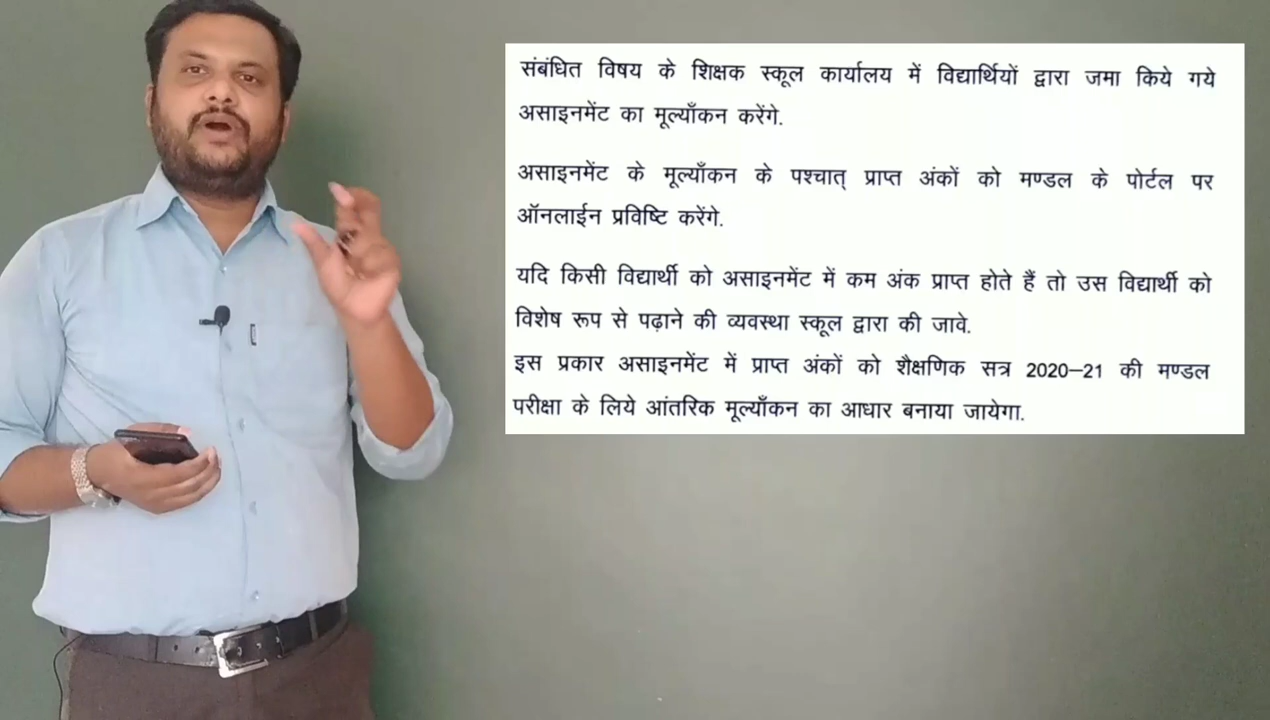 संबंधित विषय के शिक्षक स्कूल कार्यालय में विद्यार्थियों द्वारा जमा किये गये
असाइनमेंट का मूल्याँकन करेंगे.
असाइनमेंट के मूल्याँकन के पश्चात् प्राप्त अंकों को मण्डल के पोर्टल पर
ऑनलाईन प्रविष्टि करेंगे.
यदि किसी विद्यार्थी को असाइनमेंट में कम अंक प्राप्त होते हैं तो उस विद्यार्थी को
विशेष रूप से पढ़ाने की व्यवस्था स्कूल द्वारा की जावे.
इस प्रकार असाइनमेंट में प्राप्त अंकों को शैक्षणिक सत्र 2020–21 की मण्डल
परीक्षा के लिये आंतरिक मूल्याँकन का आधार बनाया जायेगा.